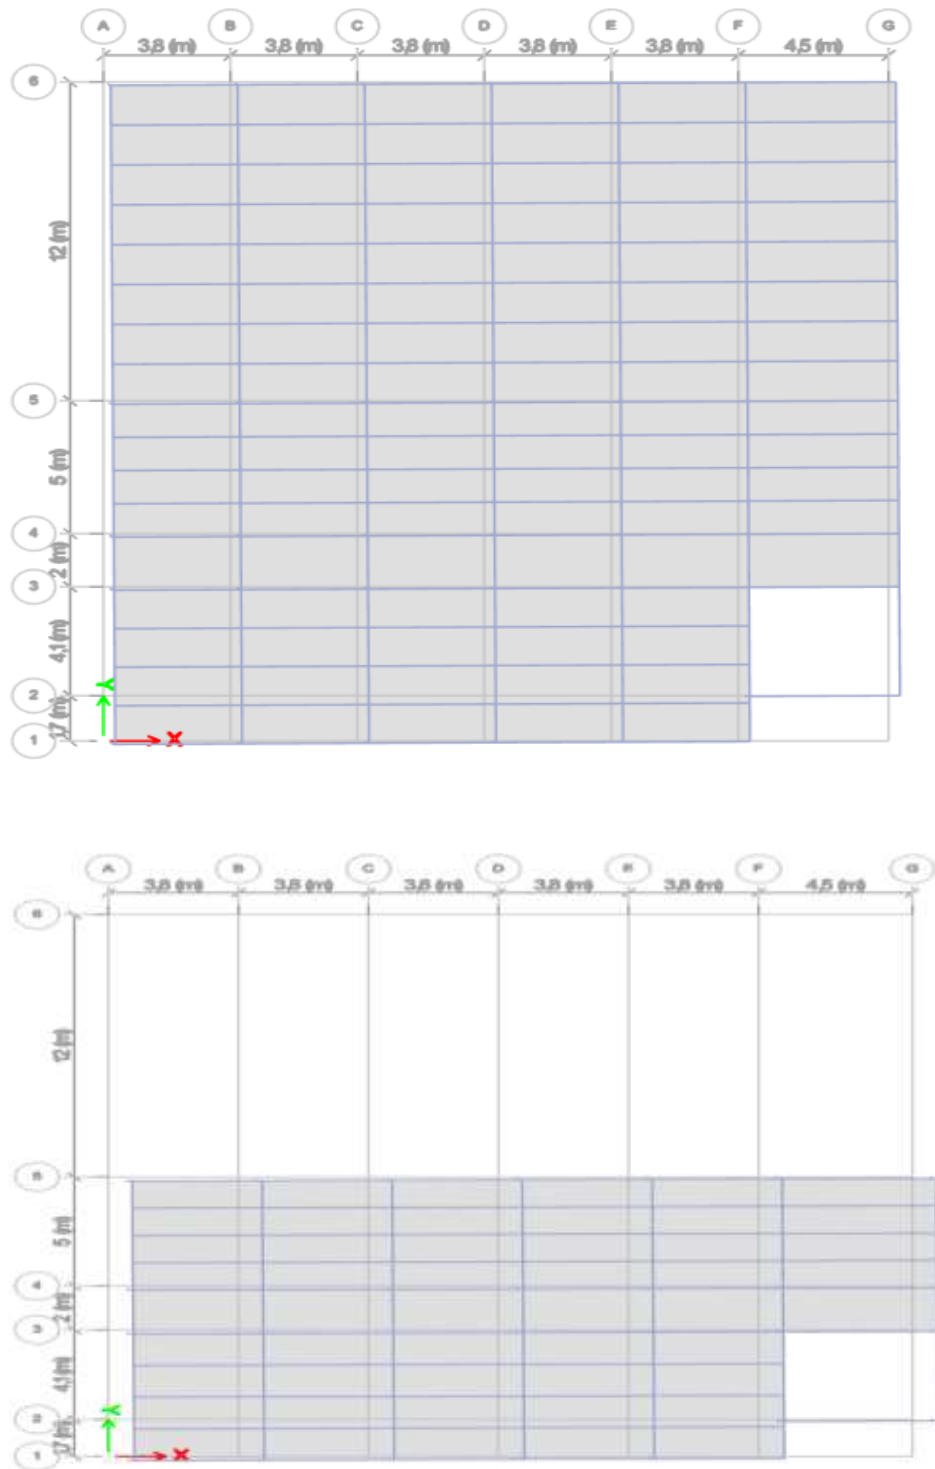 A B C D E F G
3,8 (m) 3,8 (m) 3,8 (m) 3,8 (m) 3,8 (m) 4,5 (m)
6
12 (m)
5
5 (m)
4
2 (m)
3
4,1 (m)
Y
2
1,7 (m)
1 X
A B C D E F G
3,8 (m) 3,8 (m) 3,8 (m) 3,8 (m) 3,8 (m) 4,5 (m)
6
12 (m)
5
5 (m)
4
2 (m)
3
4,1 (m)
Y
2
1,7 (m)
1 X